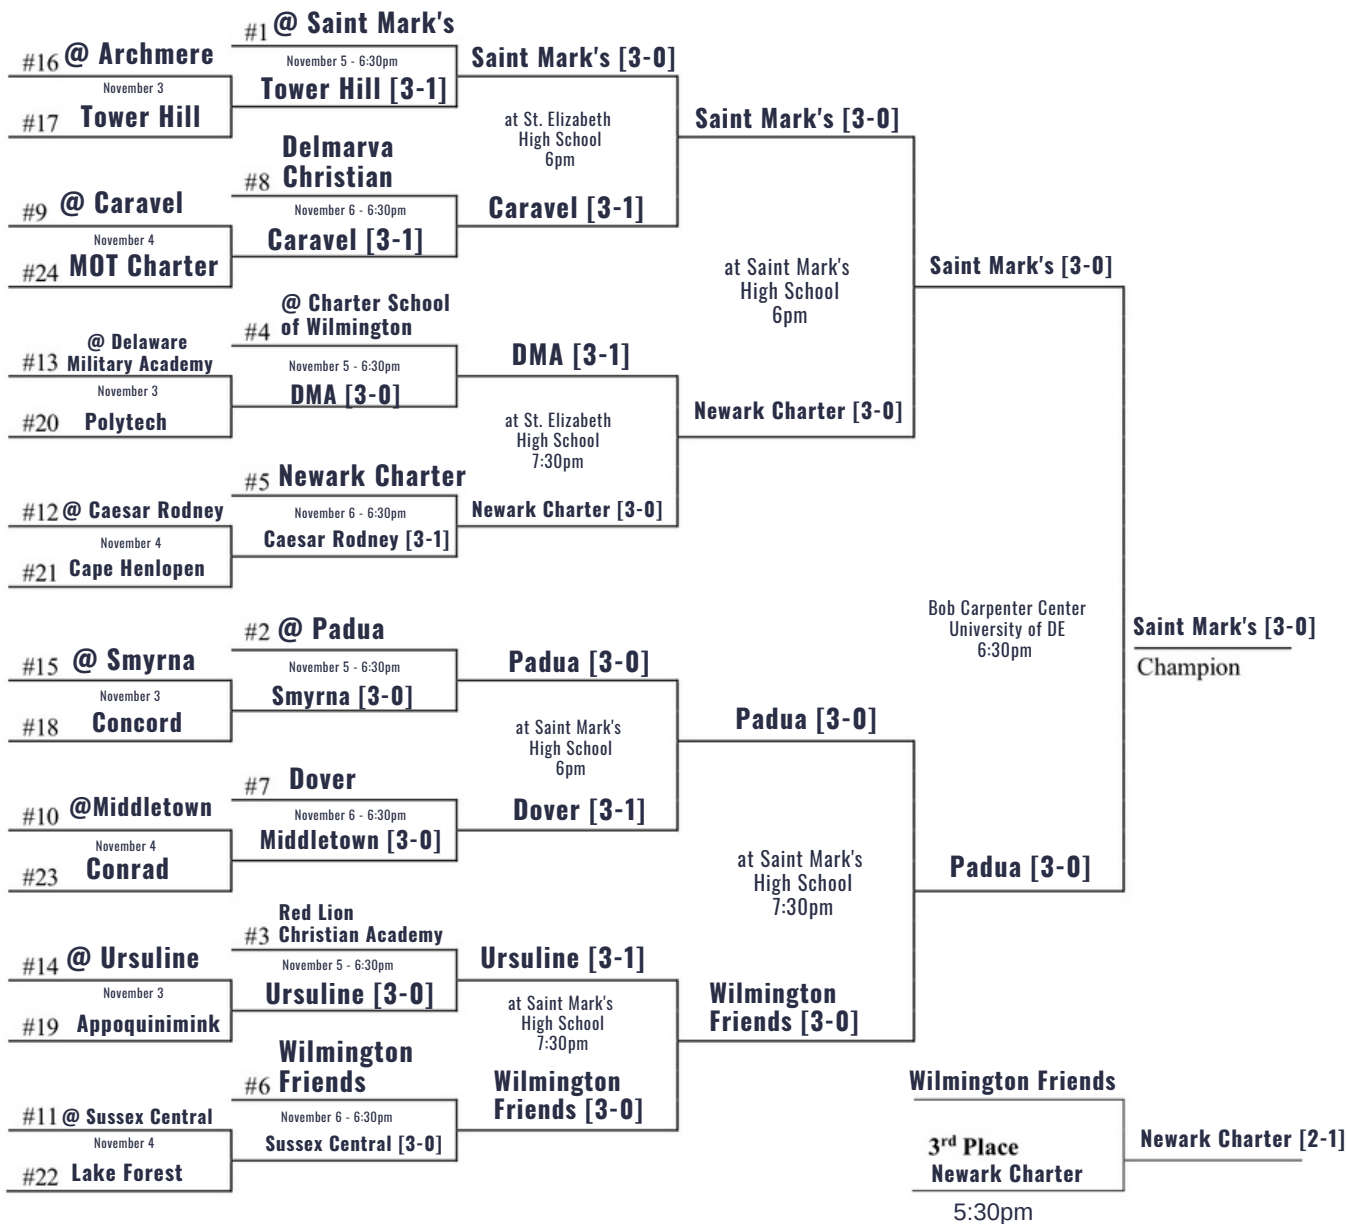 #1 @ Saint Mark's
#16 @ Archmere
November 3
#17 Tower Hill
November 5 - 6:30pm
Tower Hill [3-1]
Saint Mark's [3-0]
at St. Elizabeth
High School
6pm
Saint Mark's [3-0]
Delmarva
#8 Christian
#9 @ Caravel
November 4
#24 MOT Charter
November 6 - 6:30pm
Caravel [3-1]
Caravel [3-1]
at Saint Mark's
High School
6pm
Saint Mark's [3-0]
@ Charter School
#4 of Wilmington
@ Delaware
#13 Military Academy
November 3
#20 Polytech
November 5 - 6:30pm
DMA [3-0]
DMA [3-1]
at St. Elizabeth
High School
7:30pm
Newark Charter [3-0]
#5 Newark Charter
#12 @ Caesar Rodney
November 4
#21 Cape Henlopen
November 6 - 6:30pm
Caesar Rodney [3-1]
Newark Charter [3-0]
Bob Carpenter Center
University of DE
6:30pm
Saint Mark's [3-0]
Champion
#2 @ Padua
#15 @ Smyrna
November 3
#18 Concord
November 5 - 6:30pm
Smyrna [3-0]
Padua [3-0]
at Saint Mark's
High School
6pm
Padua [3-0]
#7 Dover
#10 @Middletown
November 4
#23 Conrad
November 6 - 6:30pm
Middletown [3-0]
Dover [3-1]
at Saint Mark's
High School
7:30pm
Padua [3-0]
Red Lion
#3 Christian Academy
#14 @ Ursuline
November 3
#19 Appoquinimink
November 5 - 6:30pm
Ursuline [3-0]
Ursuline [3-1]
at Saint Mark's
High School
7:30pm
Wilmington
Friends [3-0]
Wilmington
#6 Friends
#11 @ Sussex Central
November 4
#22 Lake Forest
November 6 - 6:30pm
Sussex Central [3-0]
Wilmington
Friends [3-0]
Wilmington Friends
3rd Place
Newark Charter
5:30pm
Newark Charter [2-1]